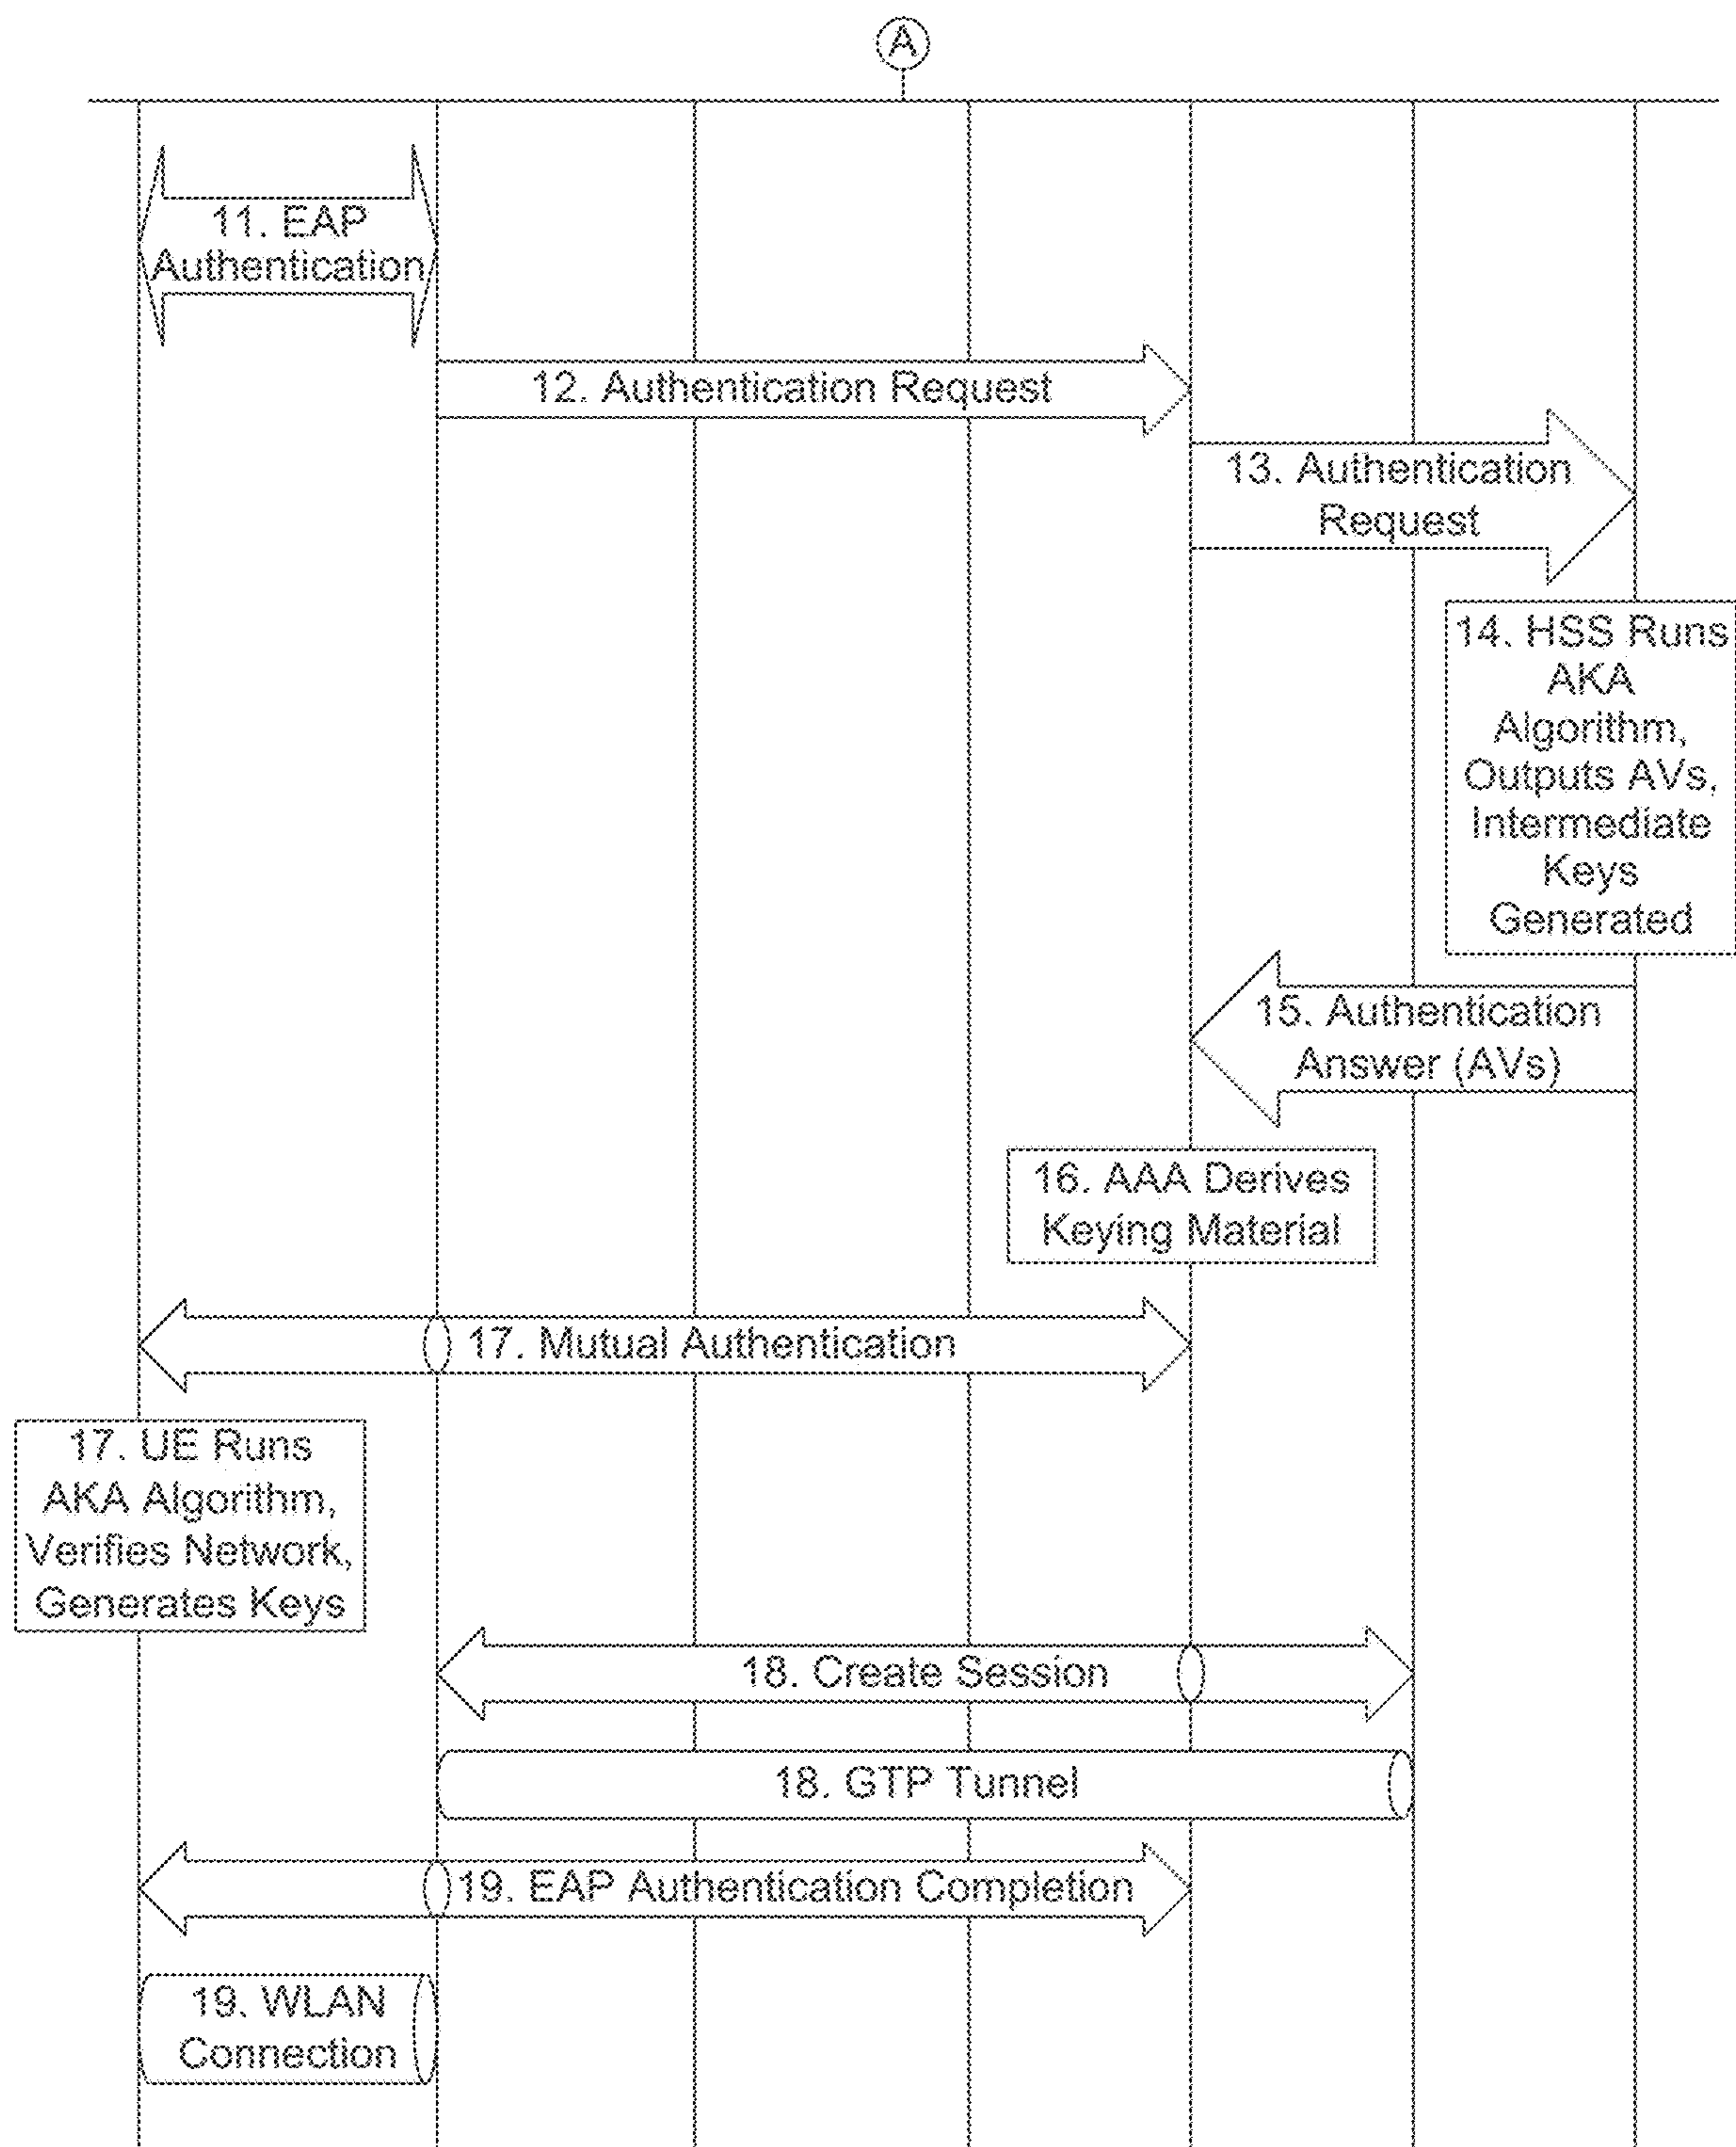 A
11. EAP
Authentication
12. Authentication Request
13. Authentication
Request
14. HSS Runs
AKA
Algorithm,
Outputs AVs,
Intermediate
Keys
Generated
15. Authentication
Answer (AVs)
16. AAA Derives
Keying Material
17. Mutual Authentication
17. UE Runs
AKA Algorithm,
Verifies Network,
Generates Keys
18. Create Session
18. GTP Tunnel
19. EAP Authentication Completion
19. WLAN
Connection